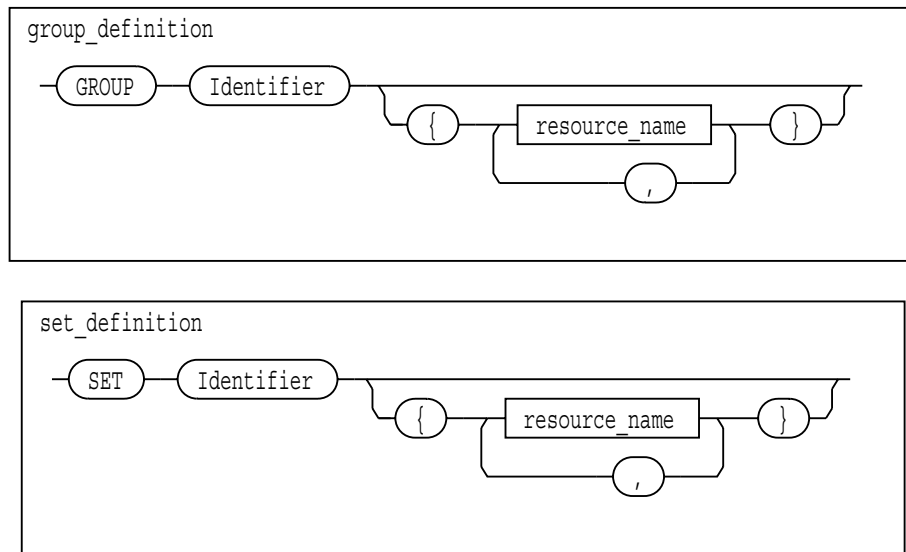 group_definition
GROUP Identifier
{ resource_name }
,
set_definition
SET Identifier
{ resource_name }
,